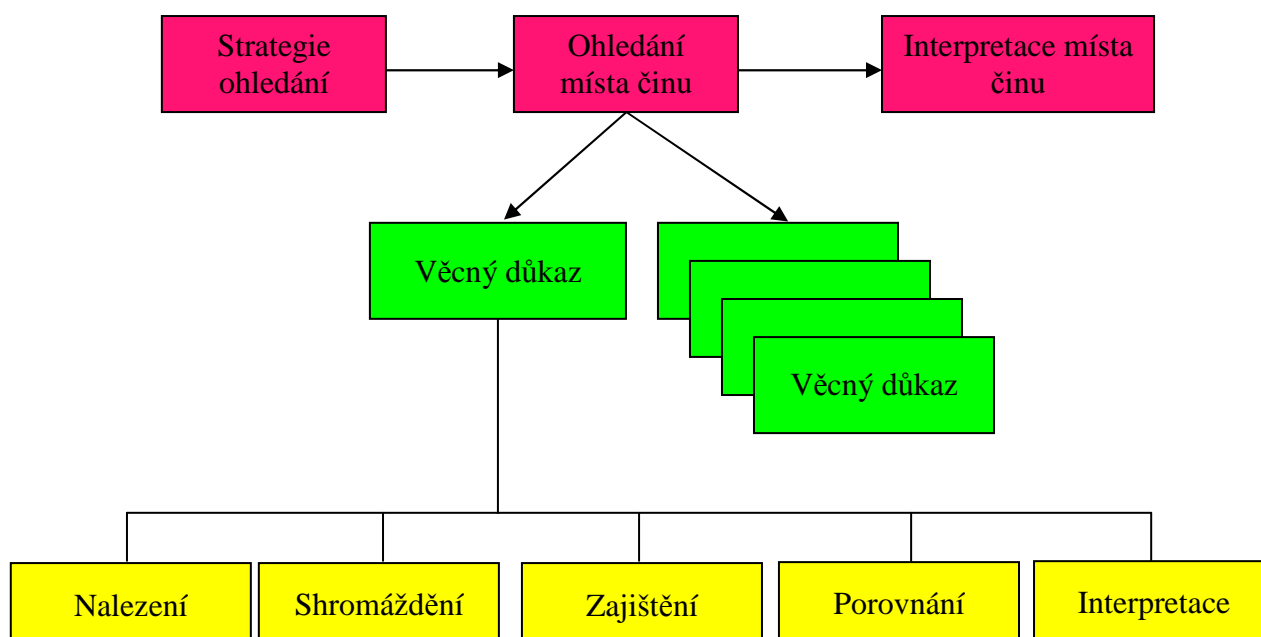 Strategie
ohledání
Ohledání
místa činu
Interpretace místa
činu
Věcný důkaz
Věcný důkaz
Nalezení
Shromáždění
Zajištění
Porovnání
Interpretace